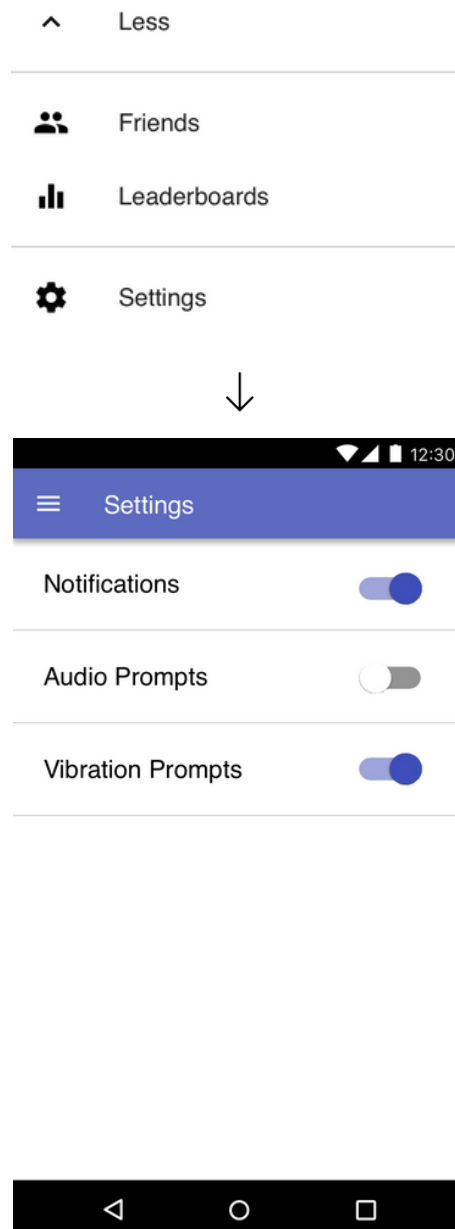 Less
Friends
Leaderboards
Settings
12:30
Settings
Notifications
Audio Prompts
Vibration Prompts